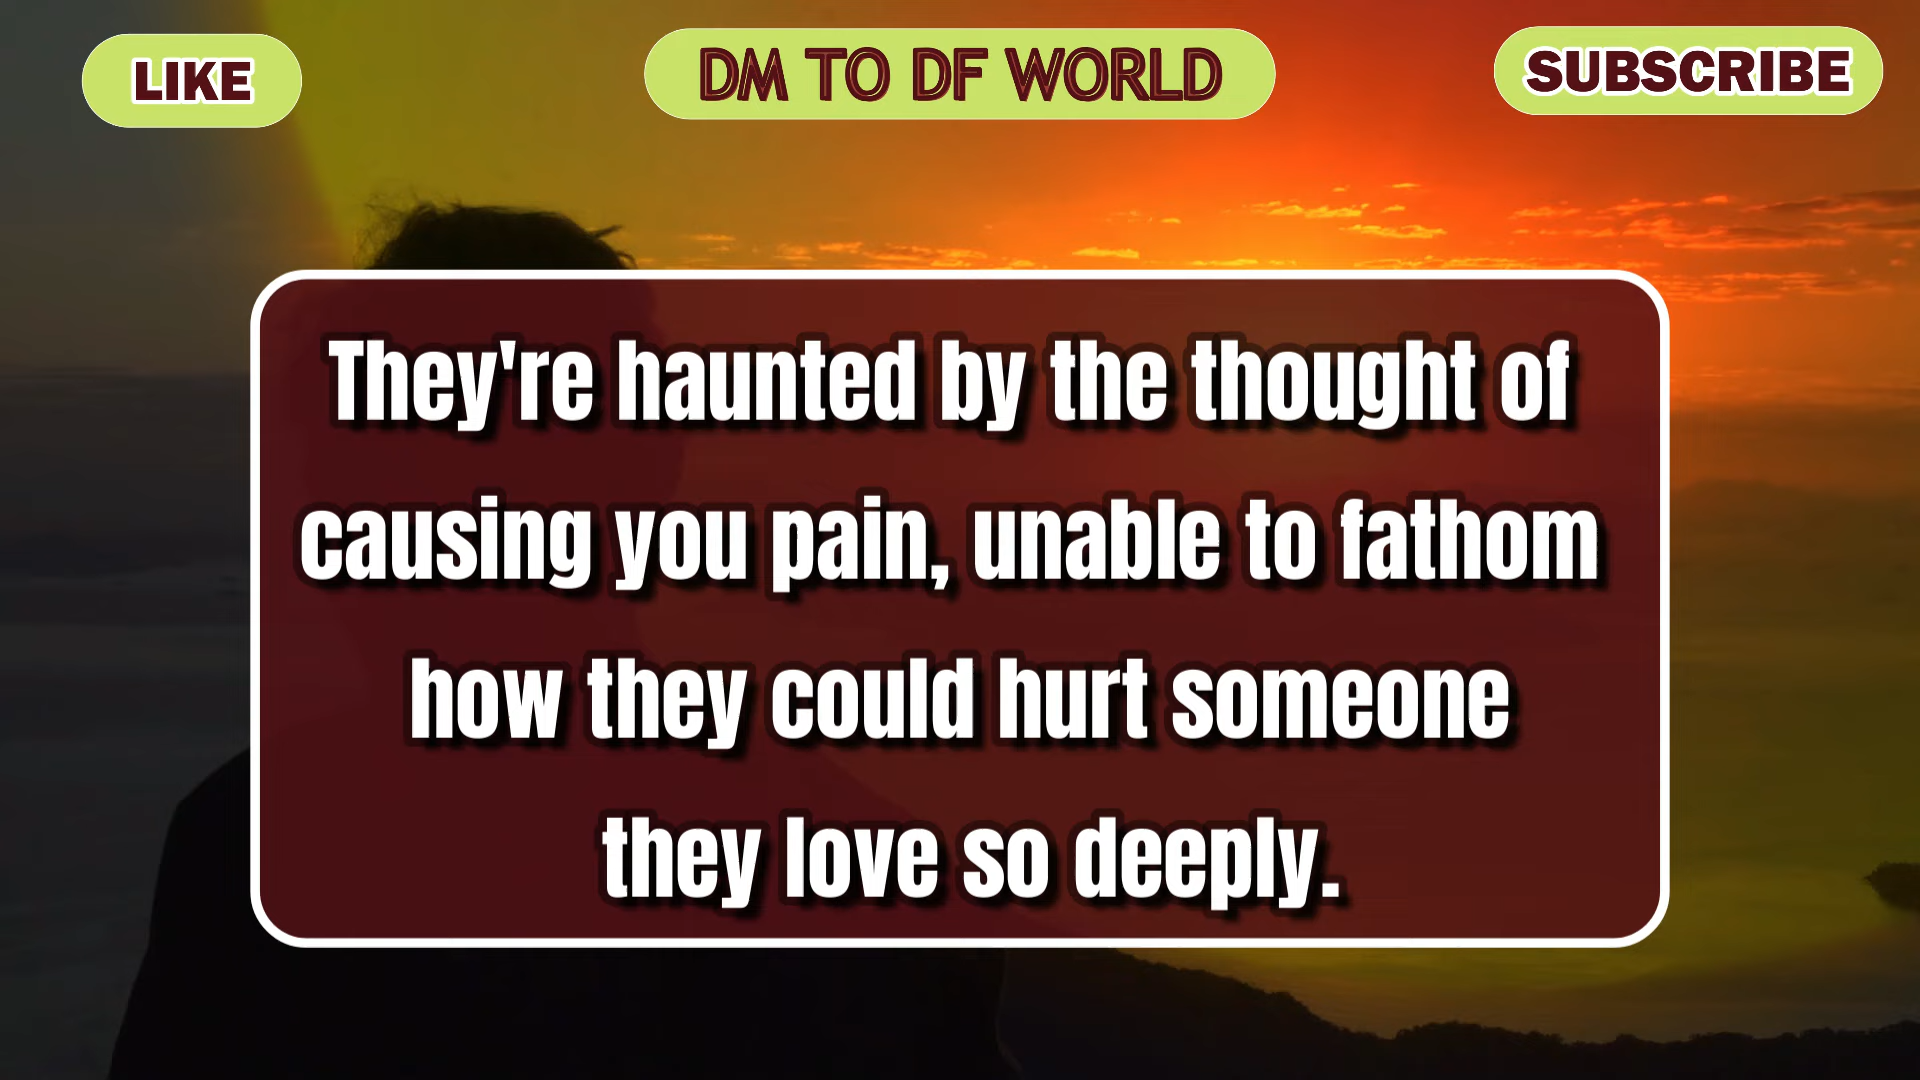 LIKE
DM TO DF WORLD
SUBSCRIBE
They're haunted by the thought of
causing you pain, unable to fathom
how they could hurt someone
they love so deeply.